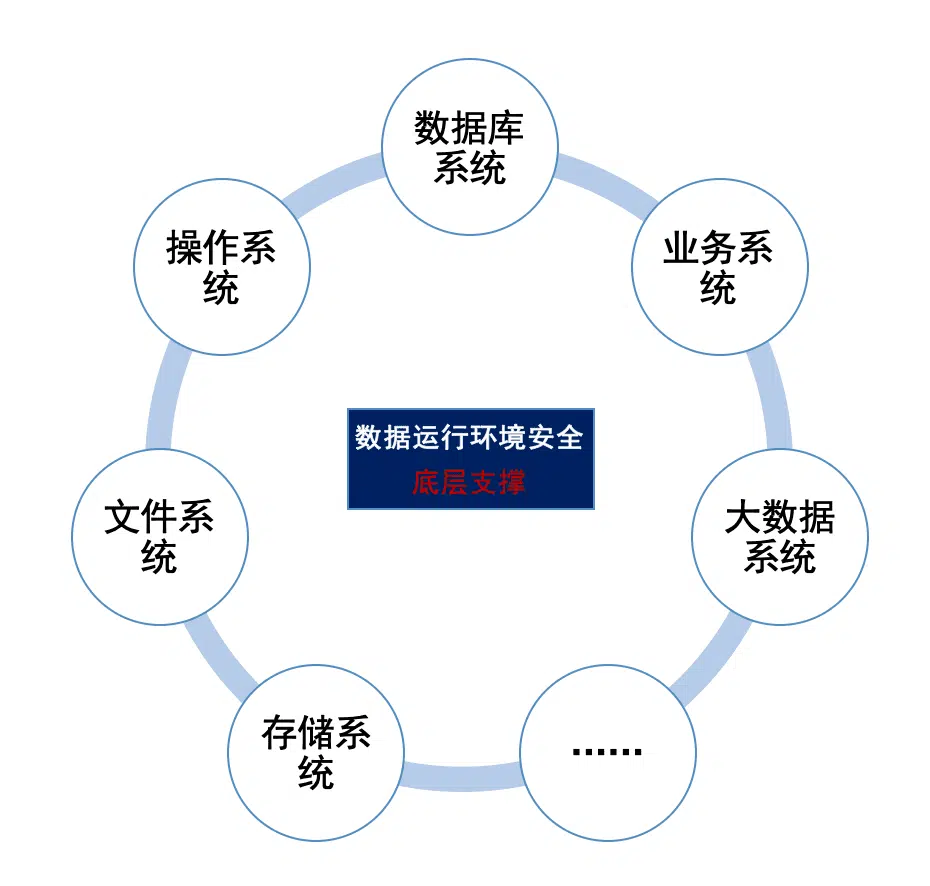 数据库
系统
操作系
统
业务系
统
数据运行环境安全
底层支撑
文件系
统
大数据
系统
存储系
统
······